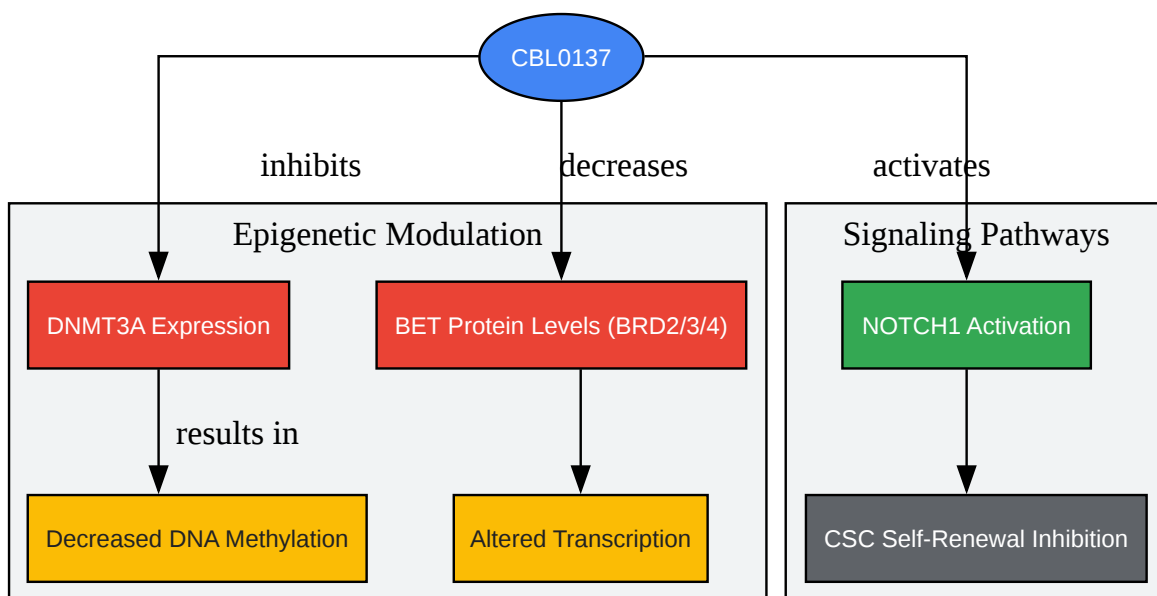 CBL0137
inhibits
decreases
activates
Epigenetic Modulation
Signaling Pathways
DNMT3A Expression
BET Protein Levels (BRD2/3/4)
NOTCH1 Activation
results in
Decreased DNA Methylation
Altered Transcription
CSC Self-Renewal Inhibition